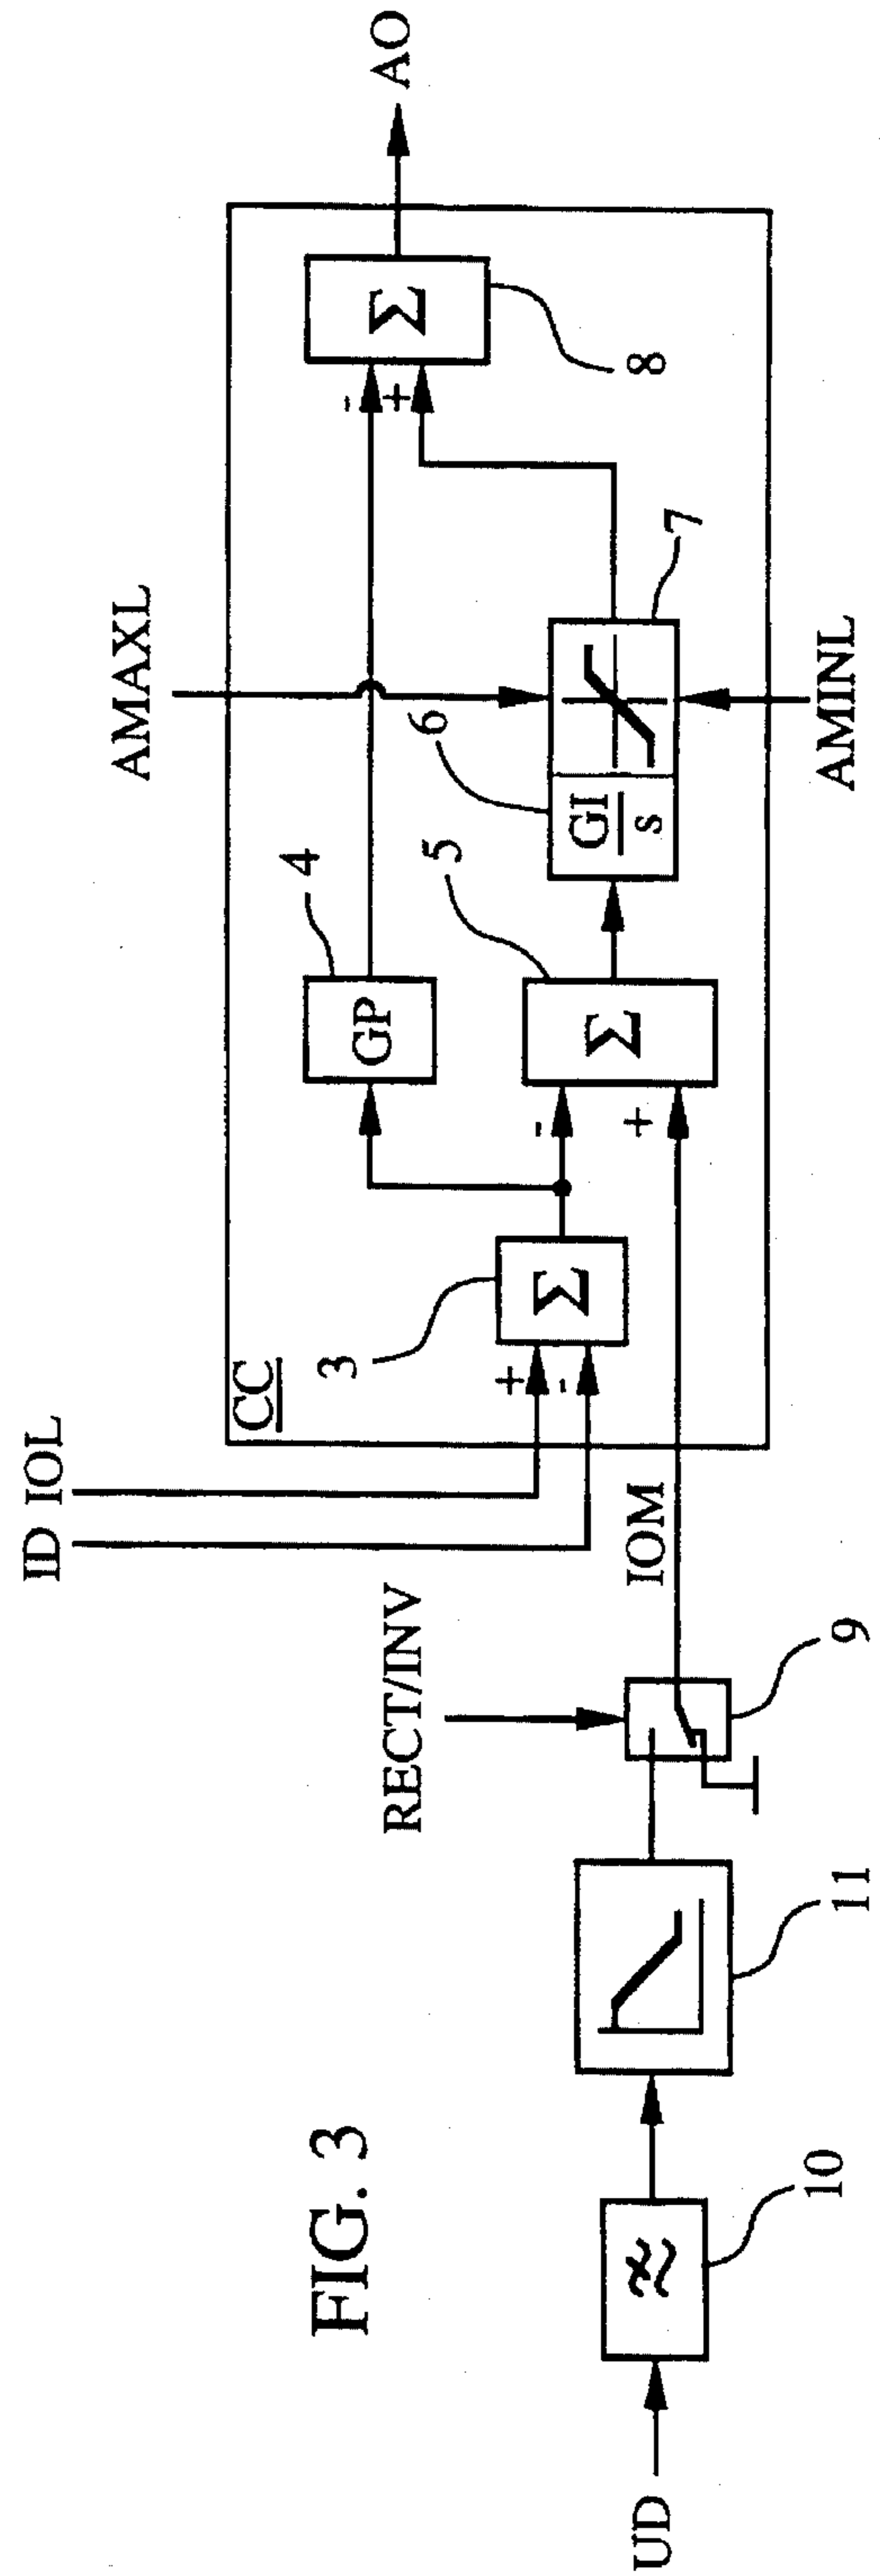 FIG. 3
UD
10
11
RECT/INV
9
IOM
ID
IOL
CC
3
+
-
Σ
-
+
GP
4
Σ
5
GI
s
6
7
AMAXL
AMINL
-
+
Σ
8
AO